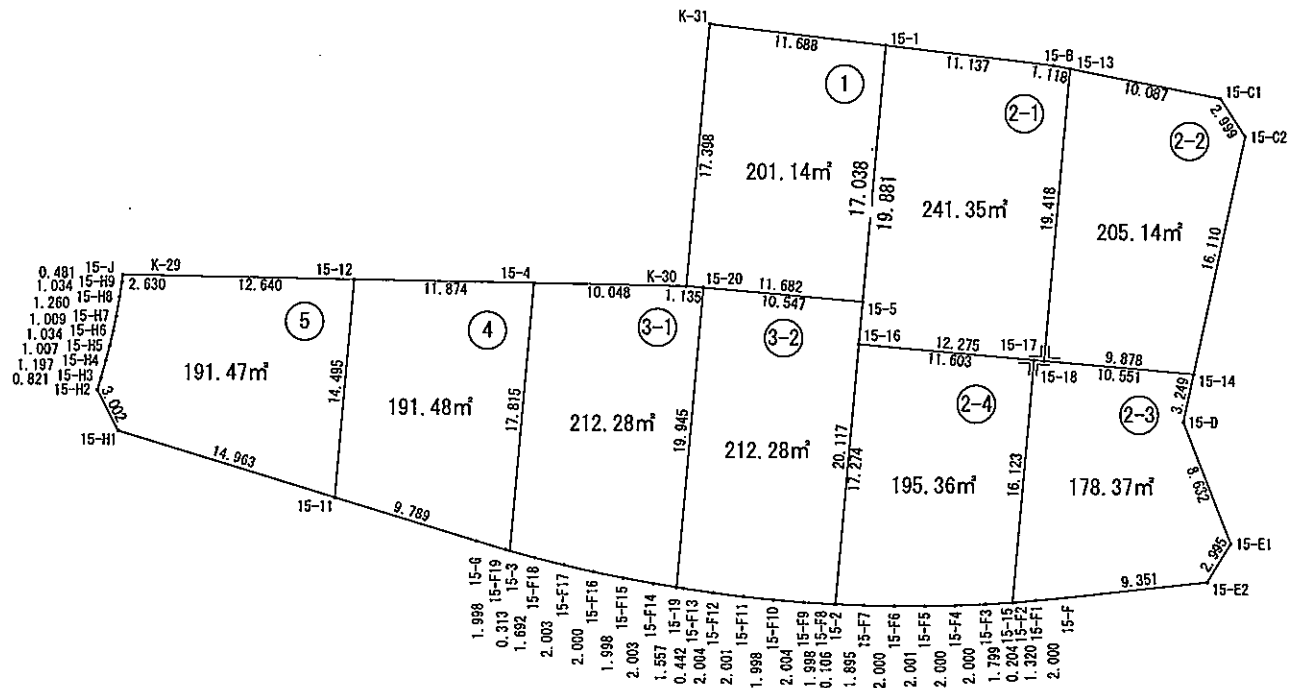 K-31
11.688
15-1
11.137
15-B
1.118
15-13
10.087
15-C1
2.999
15-C2
①
2-1
2-2
17.398
201.14㎡
17.038
19.881
241.35㎡
19.418
205.14㎡
16.110
0.481 15-J
K-29
15-12
15-4
K-30
15-20
11.682
1.034 15-H9
2.630
12.640
11.874
10.048
1.135
10.547
15-5
1.260 15-H8
1.009 15-H7
1.034 15-H6
1.007 15-H5
1.197 15-H4
0.821 15-H3
15-H2
3.002
15-H1
⑤
④
3-1
3-2
15-16
12.275
15-17
9.878
11.603
15-18
10.551
15-14
3.249
15-D
2-4
2-3
191.47㎡
14.495
191.48㎡
17.815
212.28㎡
19.945
212.28㎡
20.117
17.274
195.36㎡
16.123
178.37㎡
8.632
15-E1
2.995
15-E2
9.351
14.963
15-11
9.789
15-G
1.998
15-F19
0.313
15-3
1.692
15-F18
2.003
15-F17
2.000
15-F16
1.998
15-F15
2.003
15-F14
1.557
15-19
0.442
15-F13
2.004
15-F12
2.001
15-F11
1.998
15-F10
2.004
15-F9
1.998
15-F8
0.106
15-2
1.895
15-F7
2.000
15-F6
2.001
15-F5
2.000
15-F4
2.000
15-F3
1.799
15-15
0.204
15-F2
1.320
15-F1
2.000
15-F